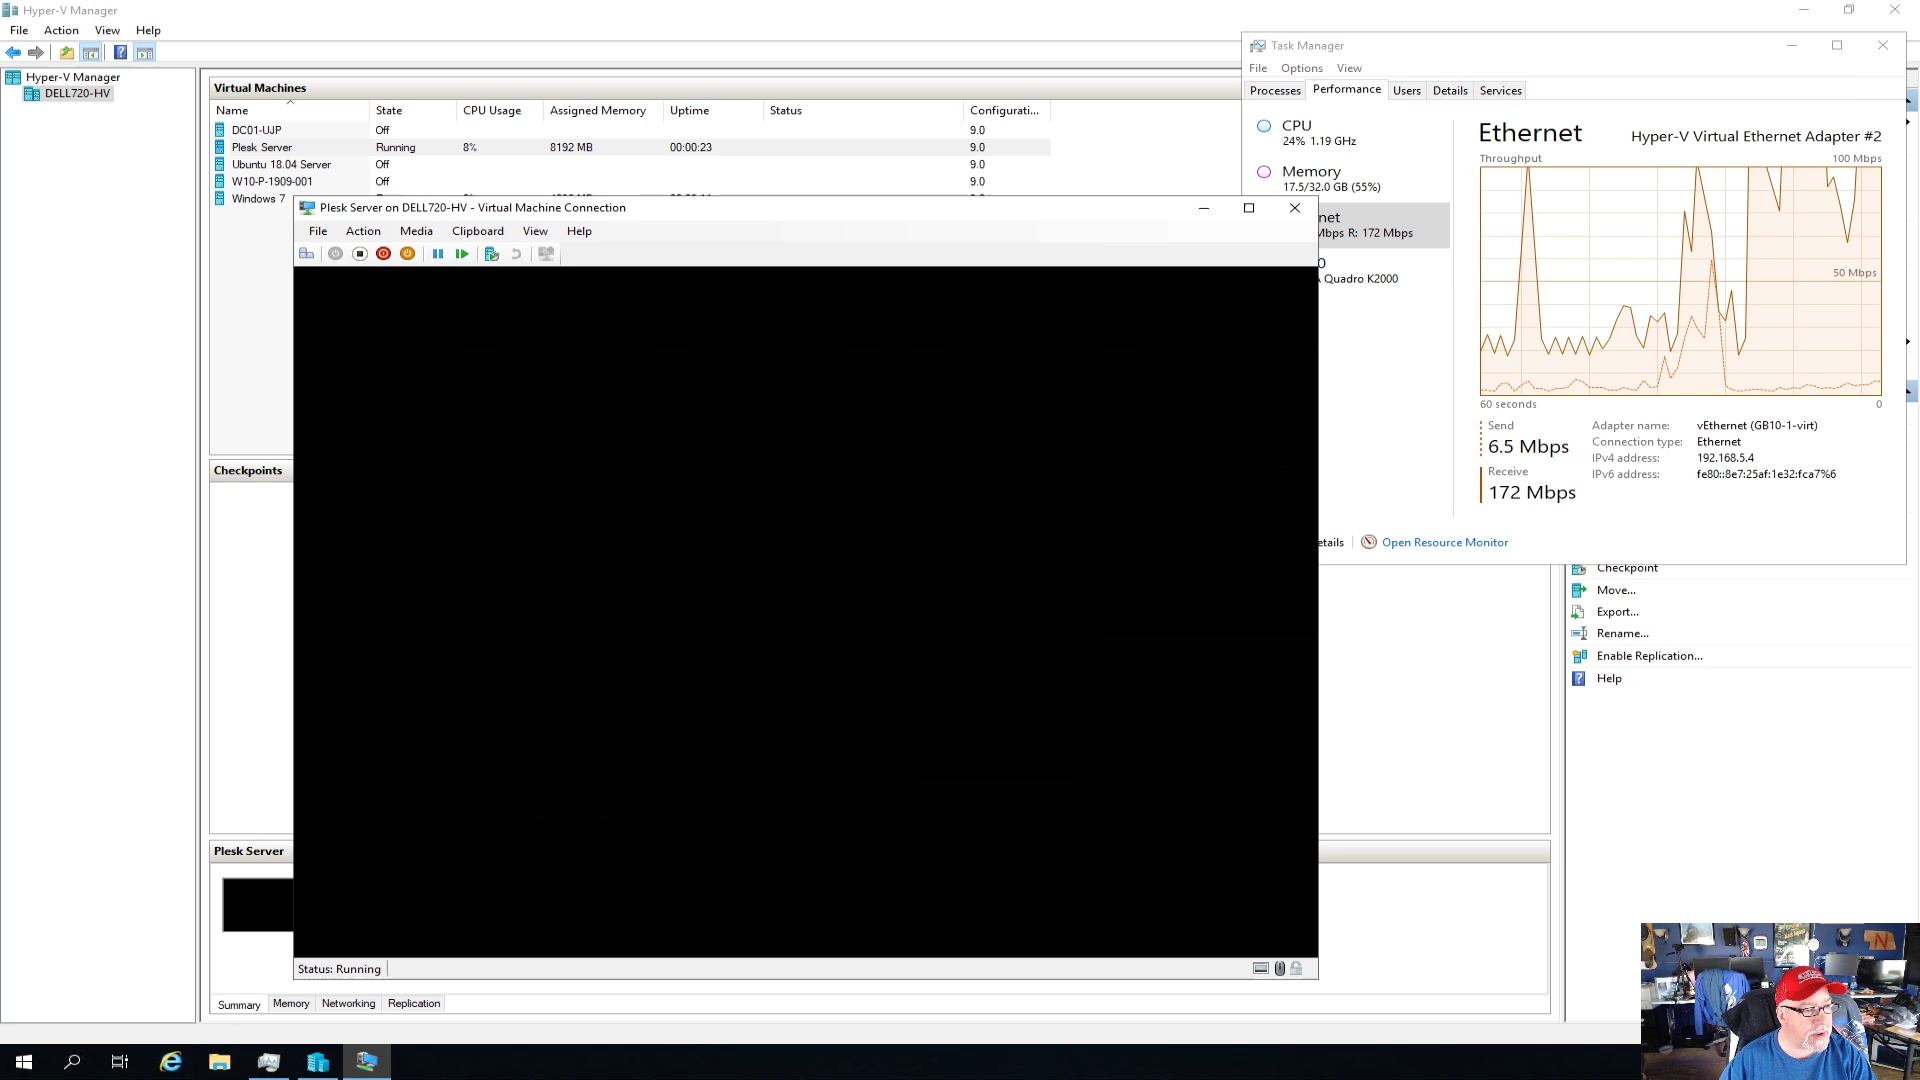 Hyper-V Manager
File Action View Help
Hyper-V Manager
DELL720-HV
Virtual Machines
Name State CPU Usage Assigned Memory Uptime Status Configurati...
DC01-UJP Off 9.0
Plesk Server Running 8% 8192 MB 00:00:23 9.0
Ubuntu 18.04 Server Off 9.0
W10-P-1909-001 Off 9.0
Windows 7
Plesk Server on DELL720-HV - Virtual Machine Connection
File Action Media Clipboard View Help
Status: Running
Checkpoints
Plesk Server
Summary Memory Networking Replication
Task Manager
File Options View
Processes Performance Users Details Services
CPU
24% 1.19 GHz
Memory
17.5/32.0 GB (55%)
net
Mbps R: 172 Mbps
0
Quadro K2000
Ethernet Hyper-V Virtual Ethernet Adapter #2
Throughput 100 Mbps
50 Mbps
60 seconds 0
Send
6.5 Mbps
Receive
172 Mbps
Adapter name: vEthernet (GB10-1-virt)
Connection type: Ethernet
IPv4 address: 192.168.5.4
IPv6 address: fe80::8e7:25af:1e32:fca7%6
etails Open Resource Monitor
Checkpoint
Move...
Export...
Rename...
Enable Replication...
Help